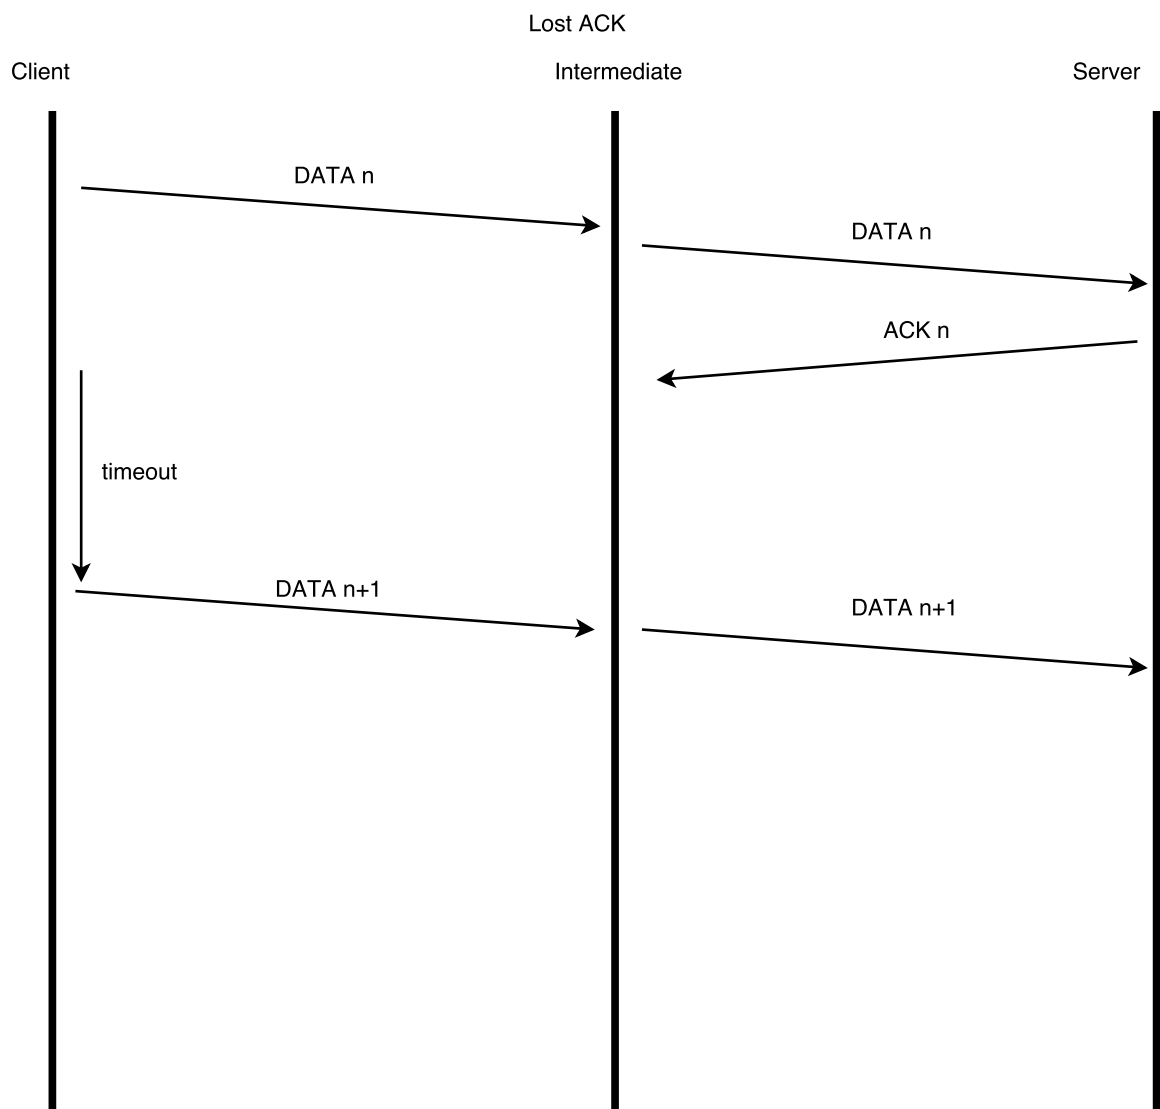 Lost ACK
Client
Intermediate
Server
DATA n
DATA n
ACK n
timeout
DATA n+1
DATA n+1